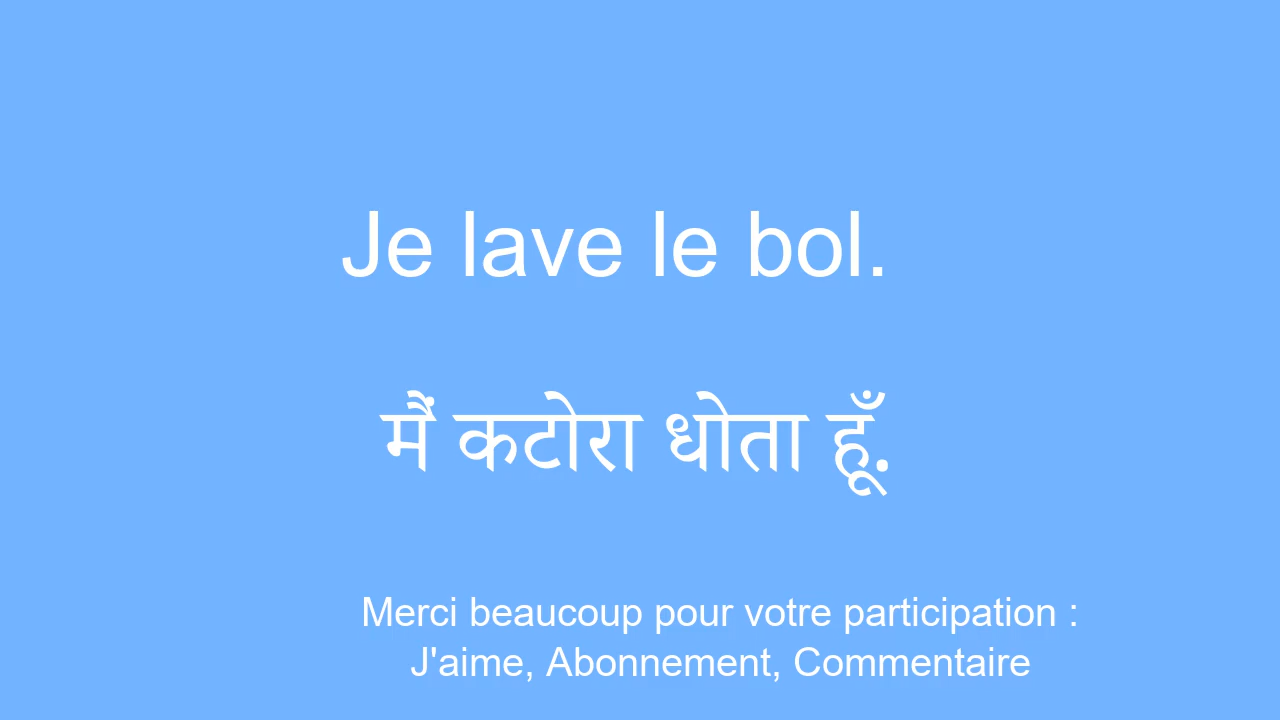 Je lave le bol.
मैं कटोरा धोता हूँ.
Merci beaucoup pour votre participation :
J'aime, Abonnement, Commentaire